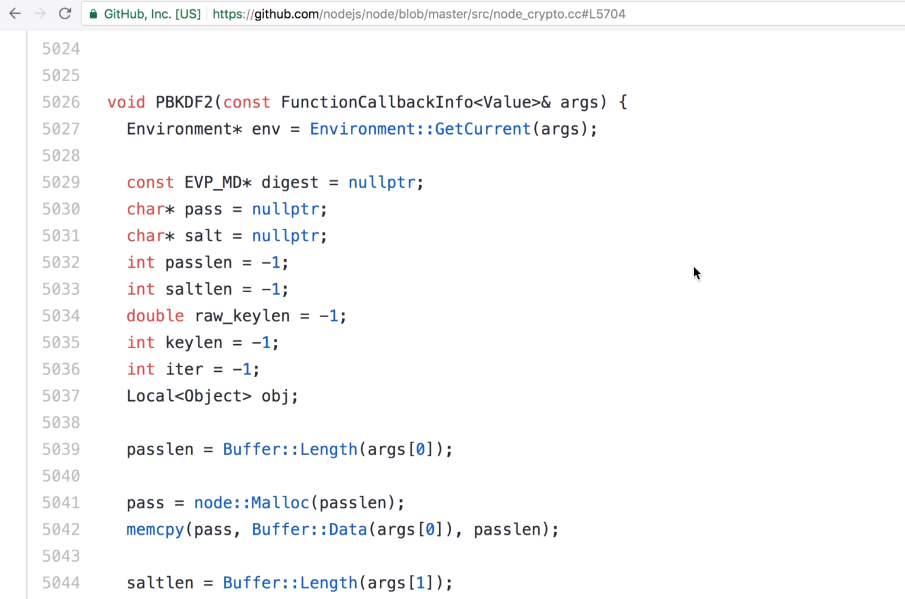 GitHub, Inc. [US] https://github.com/nodejs/node/blob/master/src/node_crypto.cc#L5704
5024
5025
5026 void PBKDF2(const FunctionCallbackInfo<Value>& args) {
5027 Environment* env = Environment::GetCurrent(args);
5028
5029 const EVP_MD* digest = nullptr;
5030 char* pass = nullptr;
5031 char* salt = nullptr;
5032 int passlen = -1;
5033 int saltlen = -1;
5034 double raw_keylen = -1;
5035 int keylen = -1;
5036 int iter = -1;
5037 Local<Object> obj;
5038
5039 passlen = Buffer::Length(args[0]);
5040
5041 pass = node::Malloc(passlen);
5042 memcpy(pass, Buffer::Data(args[0]), passlen);
5043
5044 saltlen = Buffer::Length(args[1]);